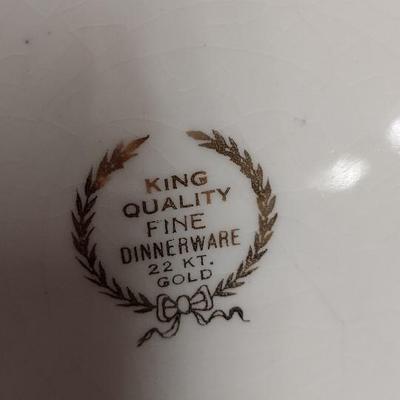 KING
QUALITY
FINE
DINNERWARE
22 KT.
GOLD